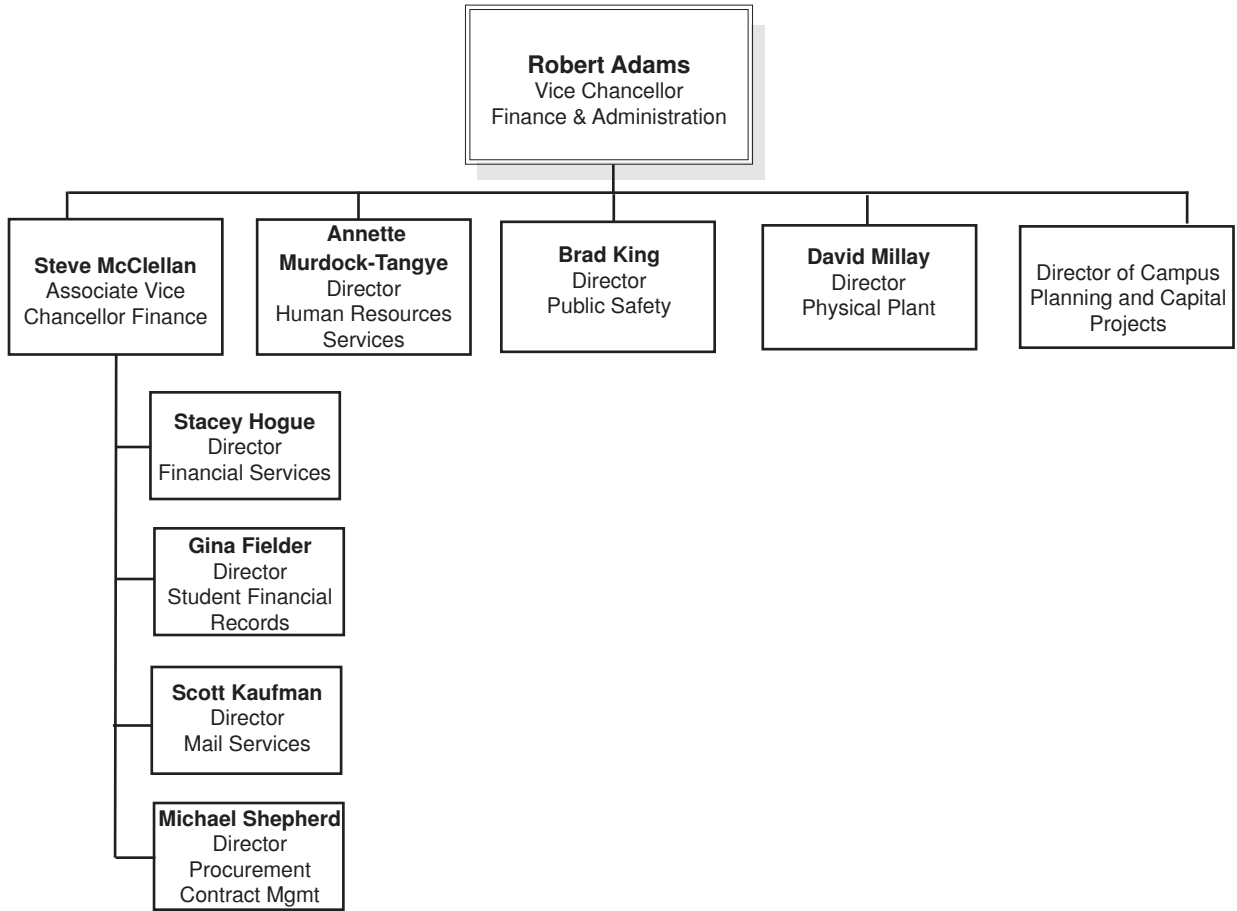 Robert Adams
Vice Chancellor
Finance & Administration
Steve McClellan
Associate Vice
Chancellor Finance
Annette
Murdock-Tangye
Director
Human Resources
Services
Brad King
Director
Public Safety
David Millay
Director
Physical Plant
Director of Campus
Planning and Capital
Projects
Stacey Hogue
Director
Financial Services
Gina Fielder
Director
Student Financial
Records
Scott Kaufman
Director
Mail Services
Michael Shepherd
Director
Procurement
Contract Mgmt